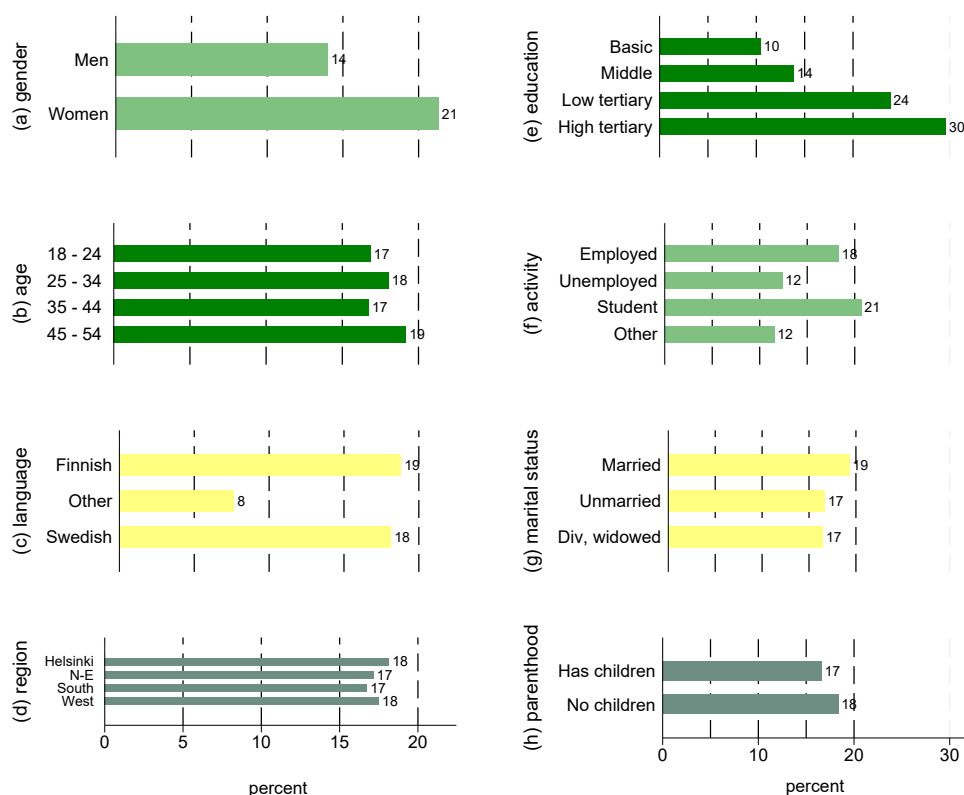 (a) gender
Men 14
Women 21
(b) age
18 - 24 17
25 - 34 18
35 - 44 17
45 - 54 19
(c) language
Finnish 19
Other 8
Swedish 18
(d) region
Helsinki 18
N-E 17
South 17
West 18
0 5 10 15 20
percent
(e) education
Basic 10
Middle 14
Low tertiary 24
High tertiary 30
(f) activity
Employed 18
Unemployed 12
Student 21
Other 12
(g) marital status
Married 19
Unmarried 17
Div, widowed 17
(h) parenthood
Has children 17
No children 18
0 10 20 30
percent